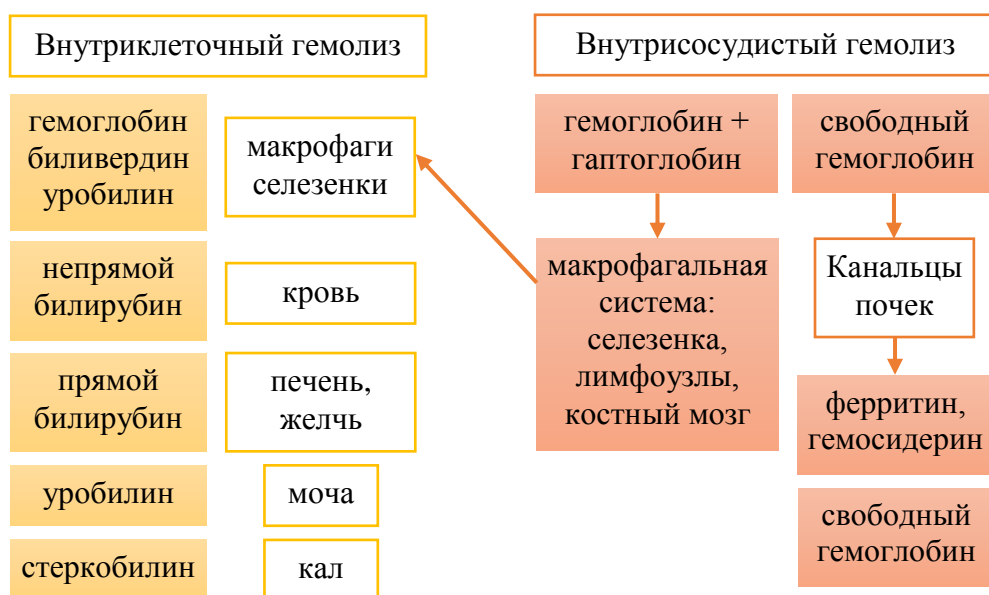 Внутриклеточный гемолиз
гемоглобин
биливердин
уробилин
макрофаги
селезенки
непрямой
билирубин
кровь
прямой
билирубин
печень,
желчь
уробилин
моча
стеркобилин
кал
Внутрисосудистый гемолиз
гемоглобин +
гаптоглобин
свободный
гемоглобин
макрофагальная
система:
селезенка,
лимфоузлы,
костный мозг
Канальцы
почек
ферритин,
гемосидерин
свободный
гемоглобин